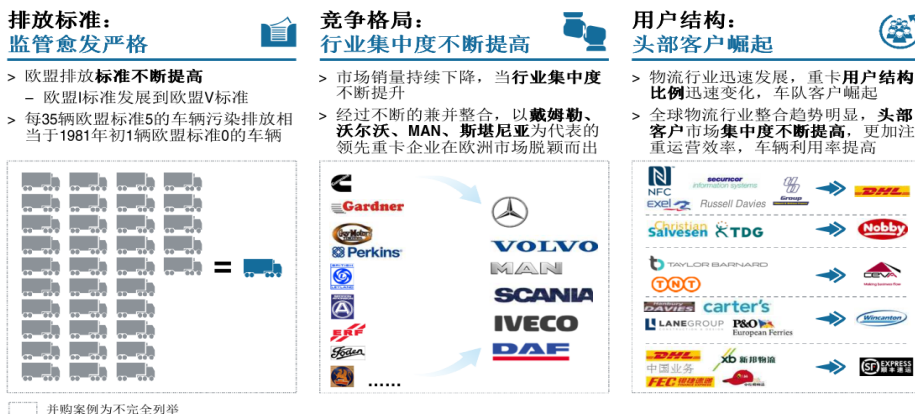 排放标准：
监管愈发严格
> 欧盟排放标准不断提高
– 欧盟I标准发展到欧盟V标准
> 每35辆欧盟标准5的车辆污染排放相
当于1981年初1辆欧盟标准0的车辆
=
竞争格局：
行业集中度不断提高
> 市场销量持续下降，当行业集中度
不断提升
> 经过不断的兼并整合，以戴姆勒、
沃尔沃、MAN、斯堪尼亚为代表的
领先重卡企业在欧洲市场脱颖而出
Gardner
Perkins
BRITISH
LEYLAND
ERF
Foden
......
VOLVO
MAN
SCANIA
IVECO
DAF
用户结构：
头部客户崛起
> 物流行业迅速发展，重卡用户结构
比例迅速变化，车队客户崛起
> 全球物流行业整合趋势明显，头部
客户市场集中度不断提高，更加注
重运营效率，车辆利用率提高
NFC
securicor
information systems
Group
exel
Russell Davies
DHL
Christian
Salvesen
TDG
Nobby
TAYLOR BARNARD
TNT
CEVA
DAVIES
carter's
LANEGROUP
P&O
European Ferries
Wincanton
DHL
中国业务
xb 新邦物流
FEC
SF EXPRESS
顺丰速运
并购案例为不完全列举